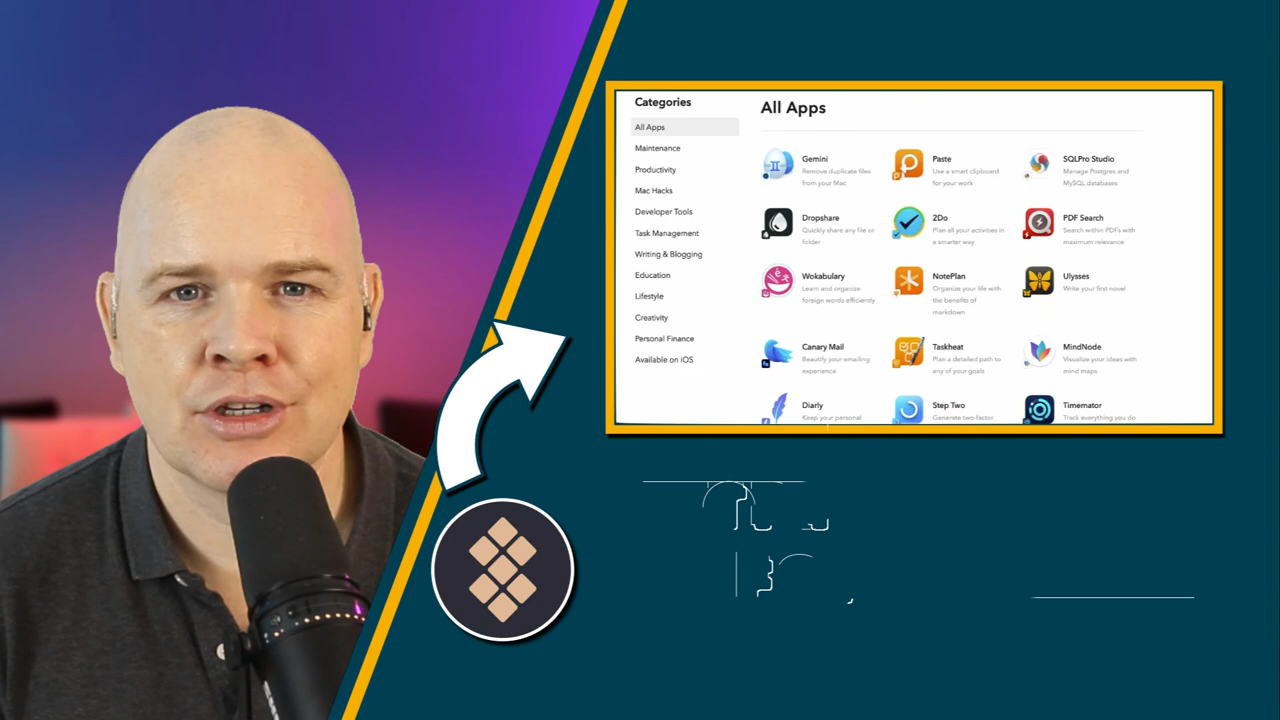 Categories
All Apps
Maintenance
Productivity
Mac Hacks
Developer Tools
Task Management
Writing & Blogging
Education
Lifestyle
Creativity
Personal Finance
Available on iOS
All Apps
Gemini
Remove duplicate files
from your Mac
Paste
Use a smart clipboard
for your work
SQLPro Studio
Manage Postgres and
MySQL databases
Dropshare
Quickly share any file or
folder
2Do
Plan all your activities in
a smarter way
PDF Search
Search within PDFs with
maximum relevance
Wokabulary
Learn and organize
foreign words efficiently
NotePlan
Organize your life with
the benefits of
markdown
Ulysses
Write your first novel
Canary Mail
Beautify your emailing
experience
Taskheat
Plan a detailed path to
any of your goals
MindNode
Visualize your ideas with
mind maps
Diarly
Keep your personal
Step Two
Generate two-factor
Timemator
Track everything you do